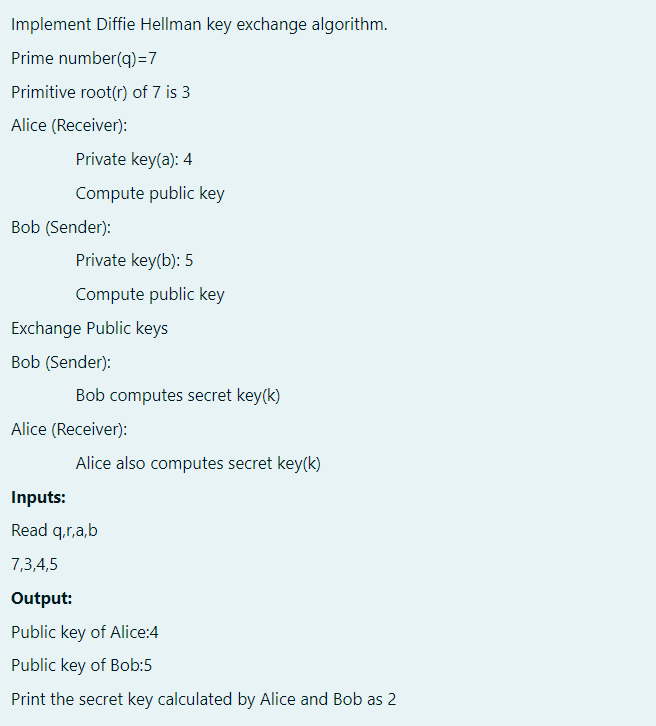 Implement Diffie Hellman key exchange algorithm.
Prime number(q)=7
Primitive root(r) of 7 is 3
Alice (Receiver):
Private key(a): 4
Compute public key
Bob (Sender):
Private key(b): 5
Compute public key
Exchange Public keys
Bob (Sender):
Bob computes secret key(k)
Alice (Receiver):
Alice also computes secret key(k)
Inputs:
Read q,r,a,b
7,3,4,5
Output:
Public key of Alice:4
Public key of Bob:5
Print the secret key calculated by Alice and Bob as 2